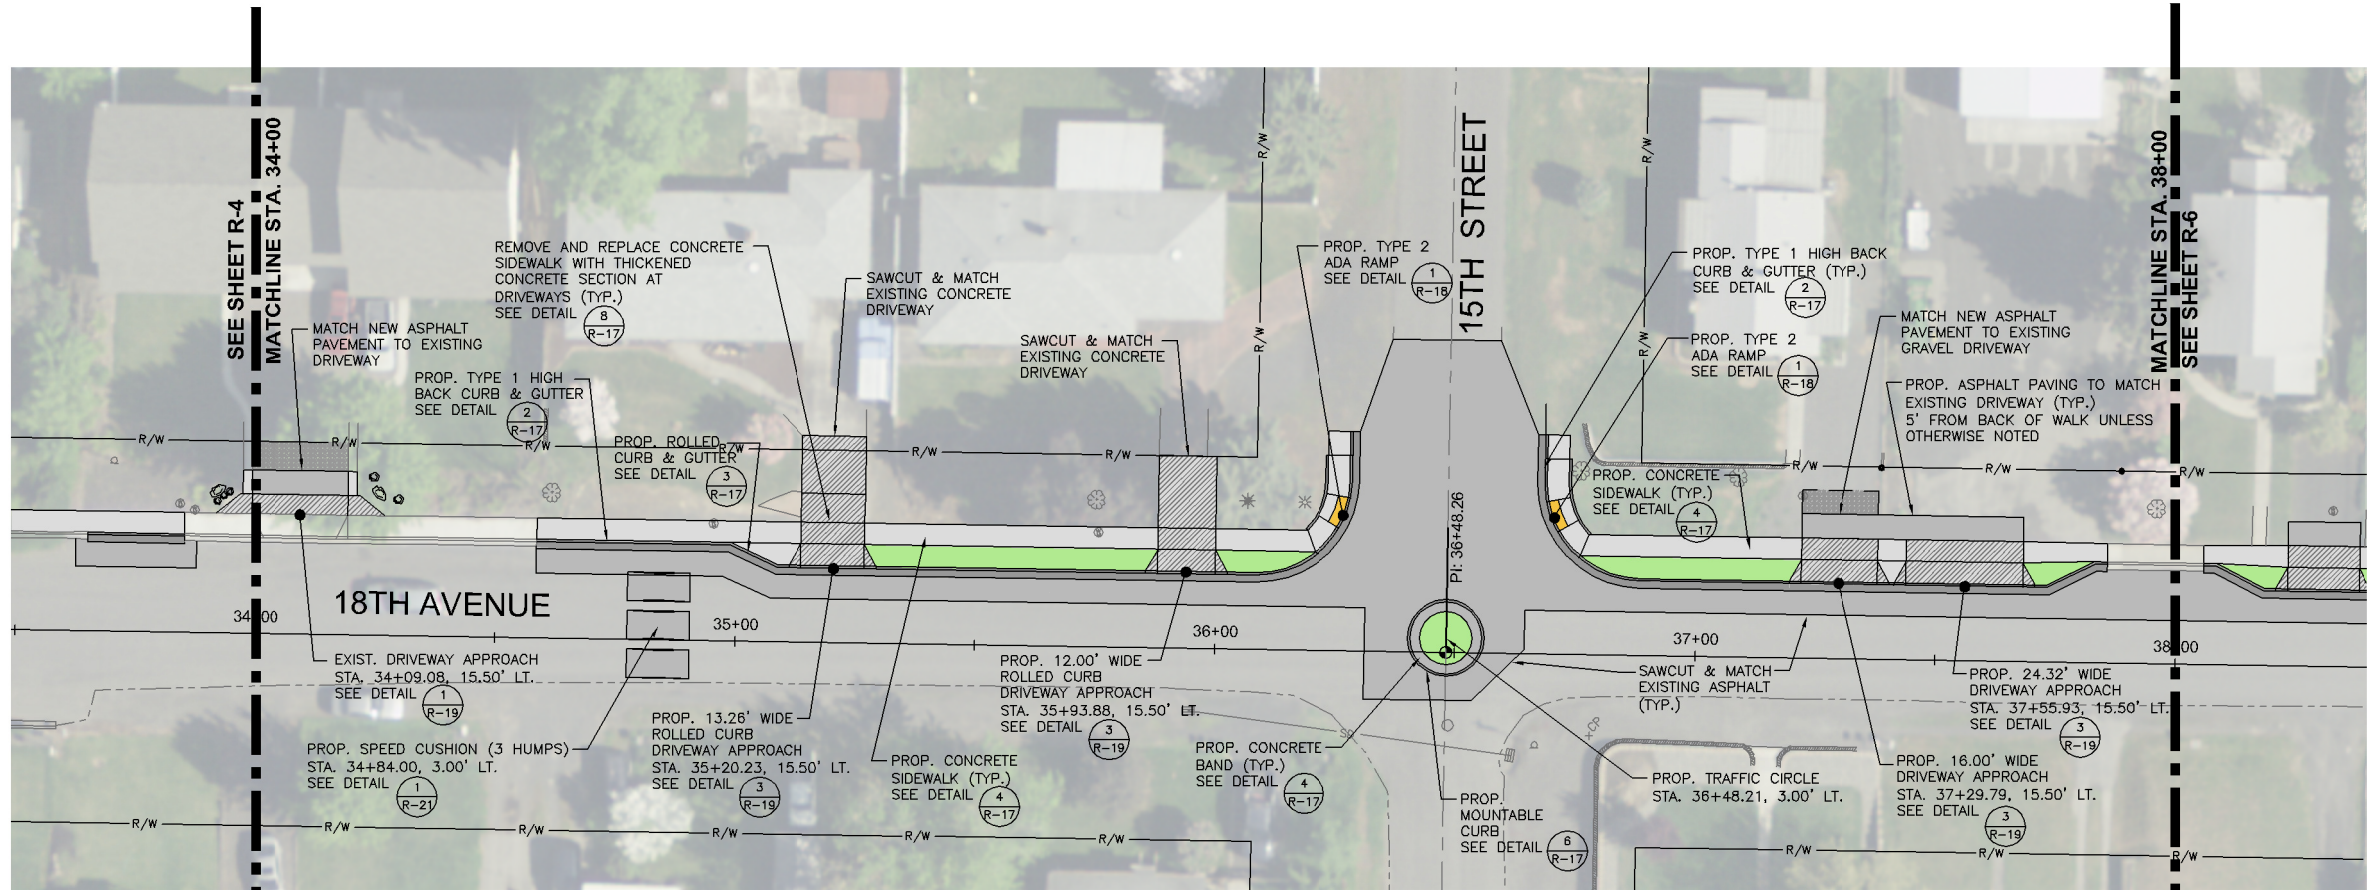 SEE SHEET R-4
MATCHLINE STA. 34+00
MATCHLINE STA. 38+00
SEE SHEET R-6
15TH STREET
18TH AVENUE
REMOVE AND REPLACE CONCRETE
SIDEWALK WITH THICKENED
CONCRETE SECTION AT
DRIVEWAYS (TYP.)
SEE DETAIL
8
R-17
SAWCUT & MATCH
EXISTING CONCRETE
DRIVEWAY
PROP. TYPE 2
ADA RAMP
SEE DETAIL
1
R-18
PROP. TYPE 1 HIGH BACK
CURB & GUTTER (TYP.)
SEE DETAIL
2
R-17
MATCH NEW ASPHALT
PAVEMENT TO EXISTING
GRAVEL DRIVEWAY
MATCH NEW ASPHALT
PAVEMENT TO EXISTING
DRIVEWAY
SAWCUT & MATCH
EXISTING CONCRETE
DRIVEWAY
PROP. TYPE 2
ADA RAMP
SEE DETAIL
1
R-18
PROP. TYPE 1 HIGH
BACK CURB & GUTTER
SEE DETAIL
2
R-17
PROP. ASPHALT PAVING TO MATCH
EXISTING DRIVEWAY (TYP.)
5' FROM BACK OF WALK UNLESS
OTHERWISE NOTED
PROP. ROLLED
CURB & GUTTER
SEE DETAIL
3
R-17
PROP. CONCRETE
SIDEWALK (TYP.)
SEE DETAIL
4
R-17
R/W
R/W
R/W
R/W
R/W
R/W
R/W
R/W
R/W
R/W
R/W
R/W
R/W
PI: 36+48.26
34+00
35+00
36+00
37+00
38+00
EXIST. DRIVEWAY APPROACH
STA. 34+09.08, 15.50' LT.
SEE DETAIL
1
R-19
PROP. 12.00' WIDE
ROLLED CURB
DRIVEWAY APPROACH
STA. 35+93.88, 15.50' LT.
SEE DETAIL
3
R-19
SAWCUT & MATCH
EXISTING ASPHALT
(TYP.)
PROP. 24.32' WIDE
DRIVEWAY APPROACH
STA. 37+55.93, 15.50' LT.
SEE DETAIL
3
R-19
PROP. SPEED CUSHION (3 HUMPS)
STA. 34+84.00, 3.00' LT.
SEE DETAIL
1
R-21
PROP. 13.26' WIDE
ROLLED CURB
DRIVEWAY APPROACH
STA. 35+20.23, 15.50' LT.
SEE DETAIL
3
R-19
PROP. CONCRETE
SIDEWALK (TYP.)
SEE DETAIL
4
R-17
PROP. CONCRETE
BAND (TYP.)
SEE DETAIL
4
R-17
PROP.
MOUNTABLE
CURB
SEE DETAIL
6
R-17
PROP. TRAFFIC CIRCLE
STA. 36+48.21, 3.00' LT.
PROP. 16.00' WIDE
DRIVEWAY APPROACH
STA. 37+29.79, 15.50' LT.
SEE DETAIL
3
R-19
CP
R/W
R/W
R/W
R/W
R/W
R/W
R/W
R/W
R/W